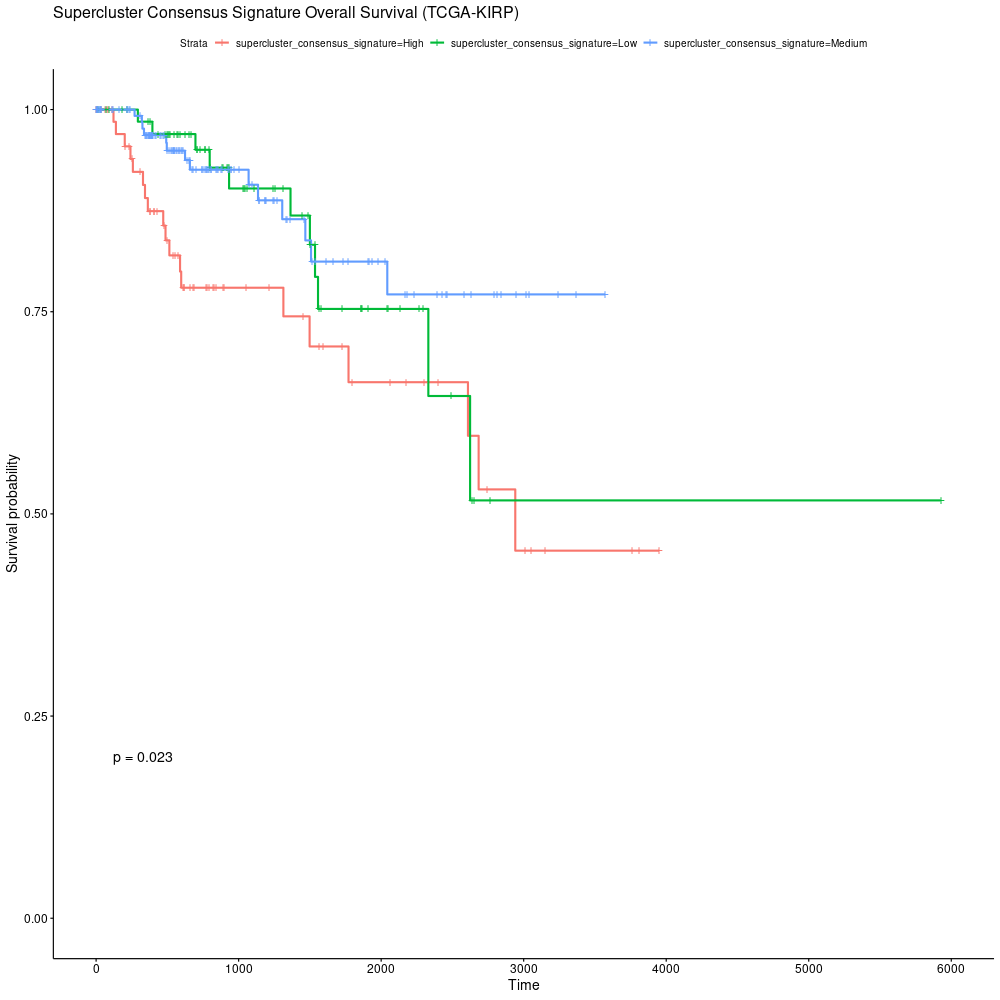 Supercluster Consensus Signature Overall Survival (TCGA-KIRP)
Strata supercluster_consensus_signature=High supercluster_consensus_signature=Low supercluster_consensus_signature=Medium
Survival probability
1.00
0.75
0.50
0.25
0.00
p = 0.023
0 1000 2000 3000 4000 5000 6000
Time